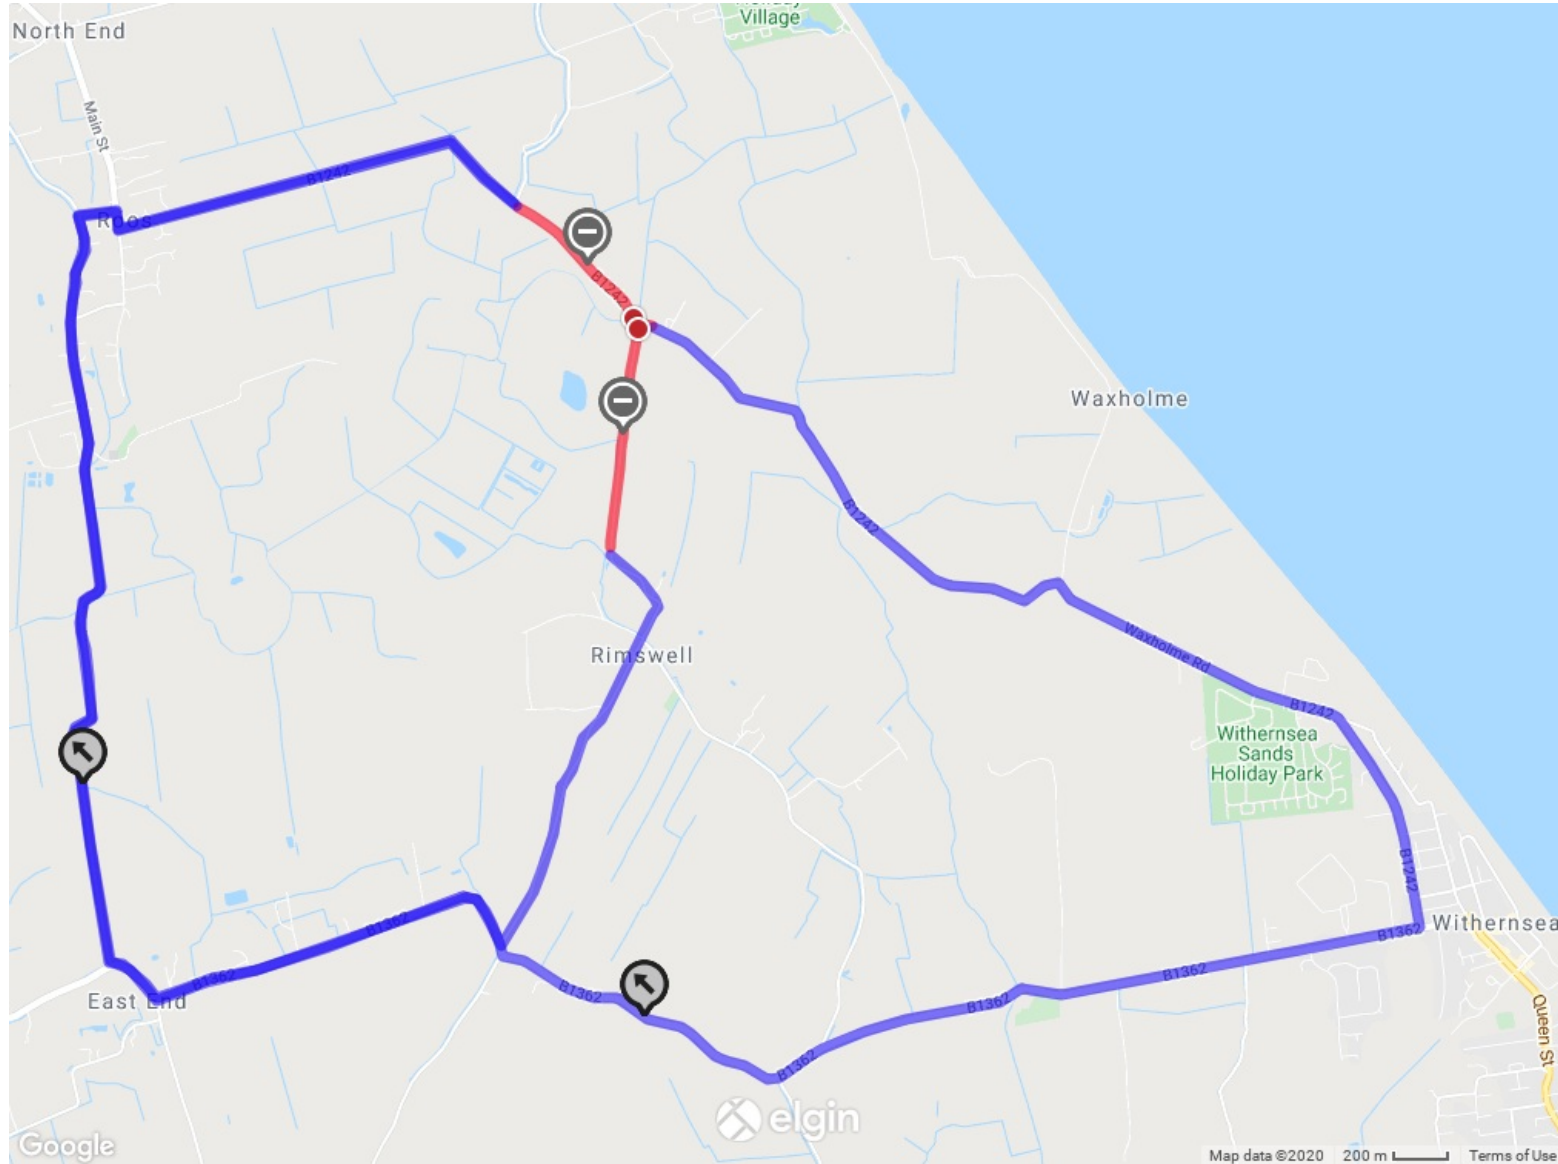 Holiday
Village
North End
Main St
B1242
Roos
B1242
Waxholme
B1242
Rimswell
Waxholme Rd
B1242
Withernsea
Sands
Holiday Park
B1242
B1362
B1362
East End
B1362
B1362
B1362
B1362
B1362
Withernsea
Queen St
elgin
Google
Map data ©2020 200 m Terms of Use